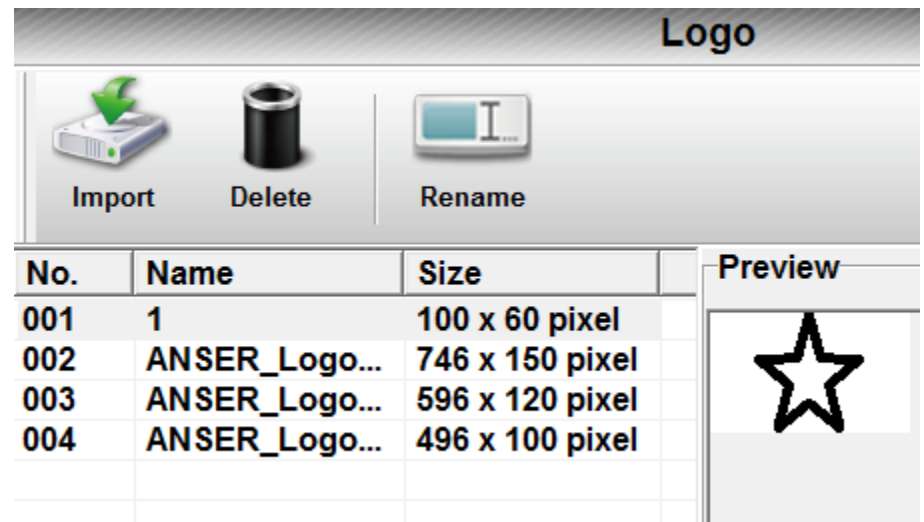 Logo
Import Delete Rename
No. Name Size Preview
001 1 100 x 60 pixel
002 ANSER_Logo... 746 x 150 pixel
003 ANSER_Logo... 596 x 120 pixel
004 ANSER_Logo... 496 x 100 pixel